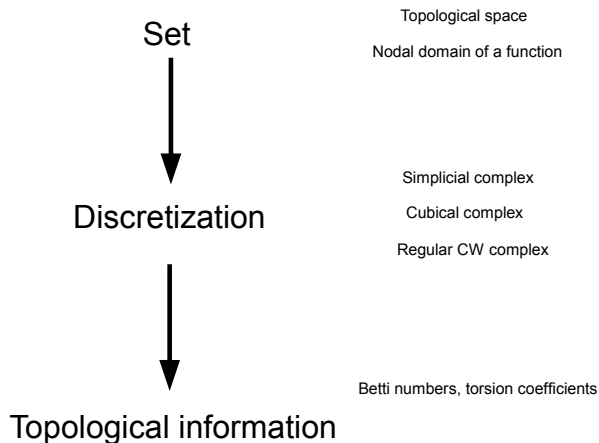 Topological space
Set
Nodal domain of a function
Simplicial complex
Discretization
Cubical complex
Regular CW complex
Betti numbers, torsion coefficients
Topological information